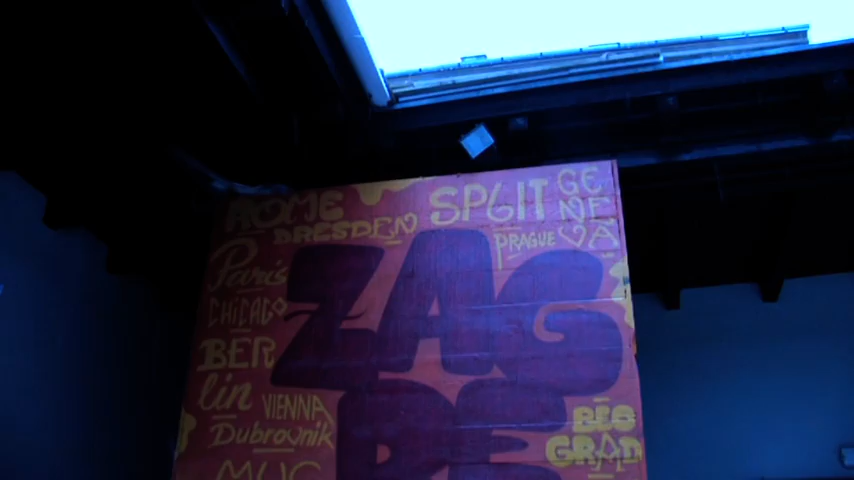 ROME
DRESDEN
SPLIT
GE
NE
VA
PRAGUE
Paris
CHICAGO
BER
lin
VIENNA
Dubrovnik
ZAG
BEO
GRAD